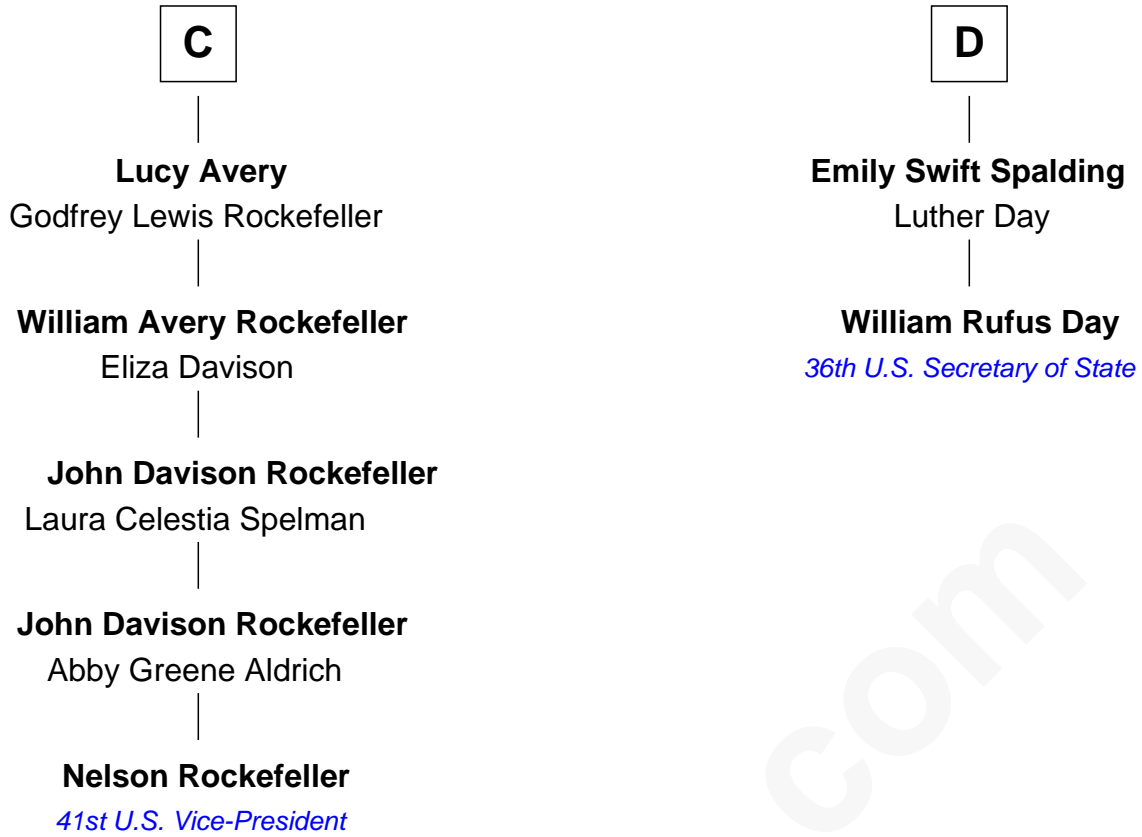 C
Lucy Avery
Godfrey Lewis Rockefeller
William Avery Rockefeller
Eliza Davison
John Davison Rockefeller
Laura Celestia Spelman
John Davison Rockefeller
Abby Greene Aldrich
Nelson Rockefeller
41st U.S. Vice-President
D
Emily Swift Spalding
Luther Day
William Rufus Day
36th U.S. Secretary of State
com